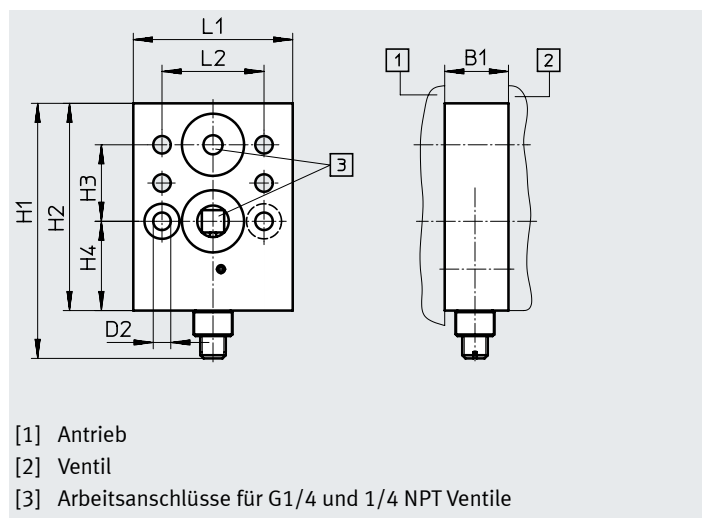 L1
L2
B1
1
2
3
H1
H2
H3
H4
D2
[1] Antrieb
[2] Ventil
[3] Arbeitsanschlüsse für G1/4 und 1/4 NPT Ventile